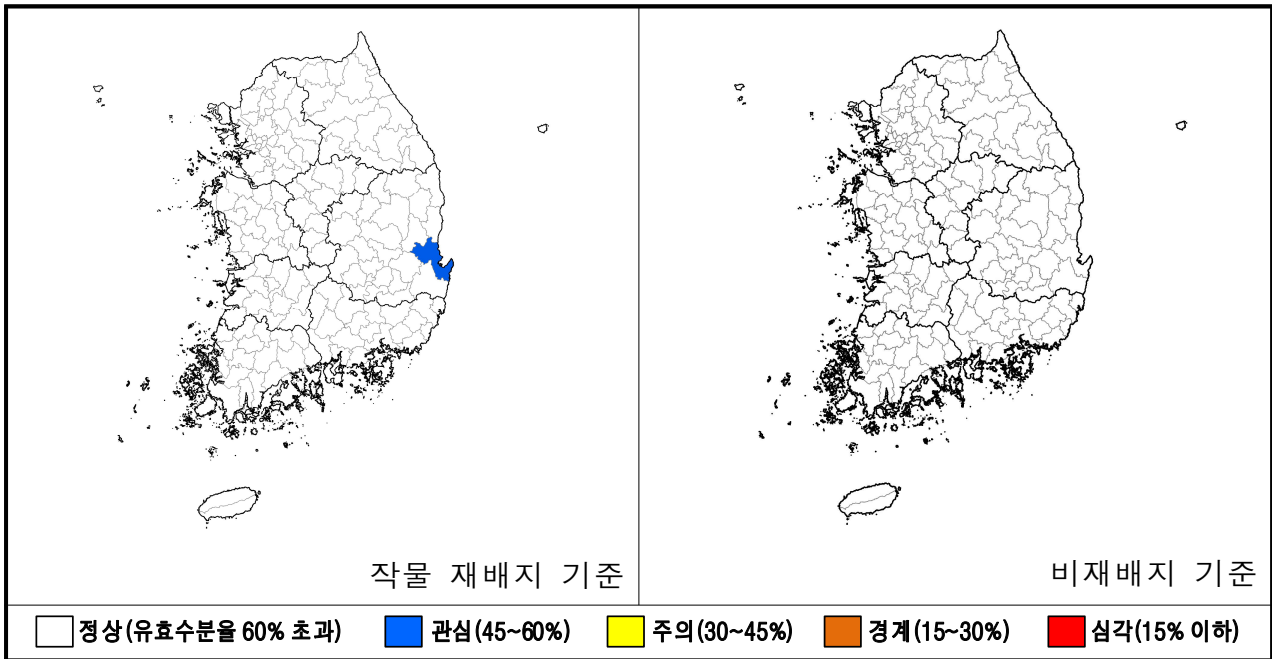 작물 재배지 기준
비재배지 기준
정상(유효수분율 60% 초과)
관심(45~60%)
주의(30~45%)
경계(15~30%)
심각(15% 이하)